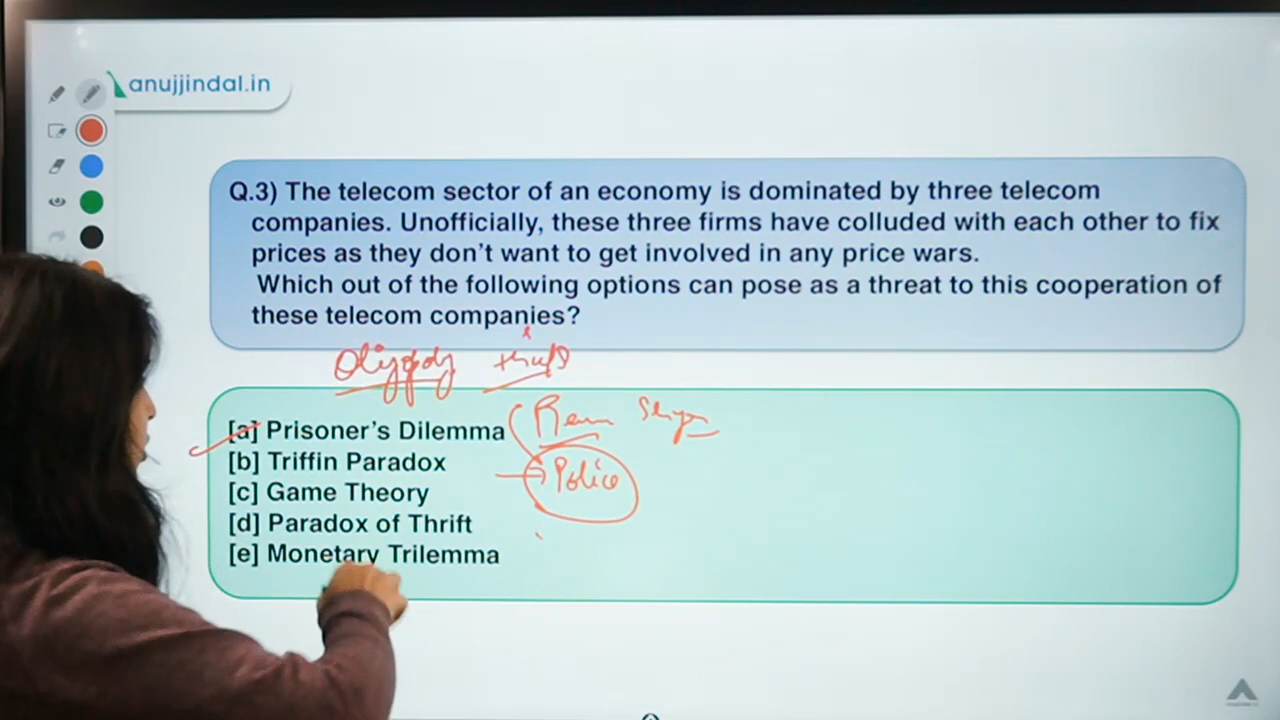 anujjindal.in
Q.3) The telecom sector of an economy is dominated by three telecom
companies. Unofficially, these three firms have colluded with each other to fix
prices as they don't want to get involved in any price wars.
Which out of the following options can pose as a threat to this cooperation of
these telecom companies?
[a] Prisoner's Dilemma
[b] Triffin Paradox
Police
[c] Game Theory
[d] Paradox of Thrift
[e] Monetary Trilemma